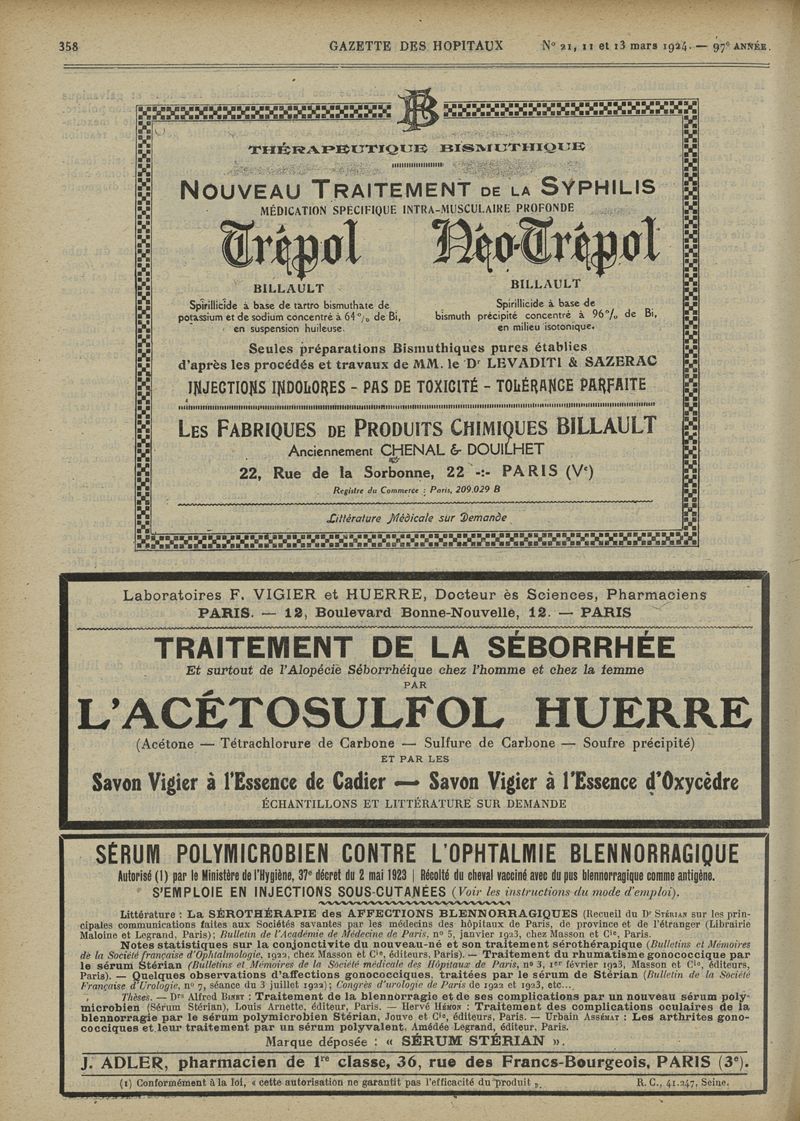 358
GAZETTE DES HOPITAUX
N° 21, 11 et 13 mars 1924. — 97e ANNÉE.
THÉRAPEUTIQUE BISMUTHIQUE
NOUVEAU TRAITEMENT DE LA SYPHILIS
MÉDICATION SPÉCIFIQUE INTRA-MUSCULAIRE PROFONDE
Trépol
BILLAULT
Spirillicide à base de tartro bismuthate de
potassium et de sodium concentré à 64 % de Bi,
en suspension huileuse.
Néo-Trépol
BILLAULT
Spirillicide à base de
bismuth précipité concentré à 96 % de Bi,
en milieu isotonique.
Seules préparations Bismuthiques pures établies
d'après les procédés et travaux de MM. le Dr LEVADITI & SAZERAC
INJECTIONS INDOLORES - PAS DE TOXICITÉ - TOLÉRANCE PARFAITE
LES FABRIQUES DE PRODUITS CHIMIQUES BILLAULT
Anciennement CHENAL & DOUILHET
22, Rue de la Sorbonne, 22 -:- PARIS (Ve)
Registre du Commerce : Paris, 209.029 B
Littérature Médicale sur Demande
Laboratoires F. VIGIER et HUERRE, Docteur ès Sciences, Pharmaciens
PARIS. — 12, Boulevard Bonne-Nouvelle, 12. — PARIS
TRAITEMENT DE LA SÉBORRHÉE
Et surtout de l'Alopécie Séborrhéique chez l'homme et chez la femme
PAR
L'ACÉTOSULFOL HUERRE
(Acétone — Tétrachlorure de Carbone — Sulfure de Carbone — Soufre précipité)
ET PAR LES
Savon Vigier à l'Essence de Cadier — Savon Vigier à l'Essence d'Oxycèdre
ÉCHANTILLONS ET LITTÉRATURE SUR DEMANDE
SÉRUM POLYMICROBIEN CONTRE L'OPHTALMIE BLENNORRAGIQUE
Autorisé (1) par le Ministère de l'Hygiène, 37e décret du 2 mai 1923 | Récolté du cheval vacciné avec du pus blennorragique comme antigène.
S'EMPLOIE EN INJECTIONS SOUS-CUTANÉES (Voir les instructions du mode d'emploi).
Littérature : La SÉROTHÉRAPIE des AFFECTIONS BLENNORRAGIQUES (Recueil du Dr STÉRIAN sur les prin-
cipales communications faites aux Sociétés savantes par les médecins des hôpitaux de Paris, de province et de l'étranger (Librairie
Maloine et Legrand, Paris) ; Bulletin de l'Académie de Médecine de Paris, n° 5, janvier 1923, chez Masson et Cie, Paris.
Notes statistiques sur la conjonctivite du nouveau-né et son traitement sérothérapique (Bulletins et Mémoires
de la Société française d'Ophtalmologie, 1922, chez Masson et Cie, éditeurs, Paris). — Traitement du rhumatisme gonococcique par
le sérum Stérian (Bulletins et Mémoires de la Société médicale des Hôpitaux de Paris, n° 3, 1er février 1923, Masson et Cie, éditeurs,
Paris). — Quelques observations d'affections gonococciques, traitées par le sérum de Stérian (Bulletin de la Société
Française d'Urologie, n° 7, séance du 3 juillet 1922) ; Congrès d'urologie de Paris de 1922 et 1923, etc...
Thèses. — Drs Alfred BINET : Traitement de la blennorragie et de ses complications par un nouveau sérum poly-
microbien (Sérum Stérian), Louis Arnette, éditeur, Paris. — Hervé HÉNON : Traitement des complications oculaires de la
blennorragie par le sérum polymicrobien Stérian, Jouve et Cie, éditeurs, Paris. — Urbain ASSÉMAT : Les arthrites gono-
cocciques et leur traitement par un sérum polyvalent. Amédée Legrand, éditeur, Paris.
Marque déposée : « SÉRUM STÉRIAN ».
J. ADLER, pharmacien de 1re classe, 36, rue des Francs-Bourgeois, PARIS (3e).
(1) Conformément à la loi, « cette autorisation ne garantit pas l'efficacité du produit ».
R. C., 41.247, Seine.